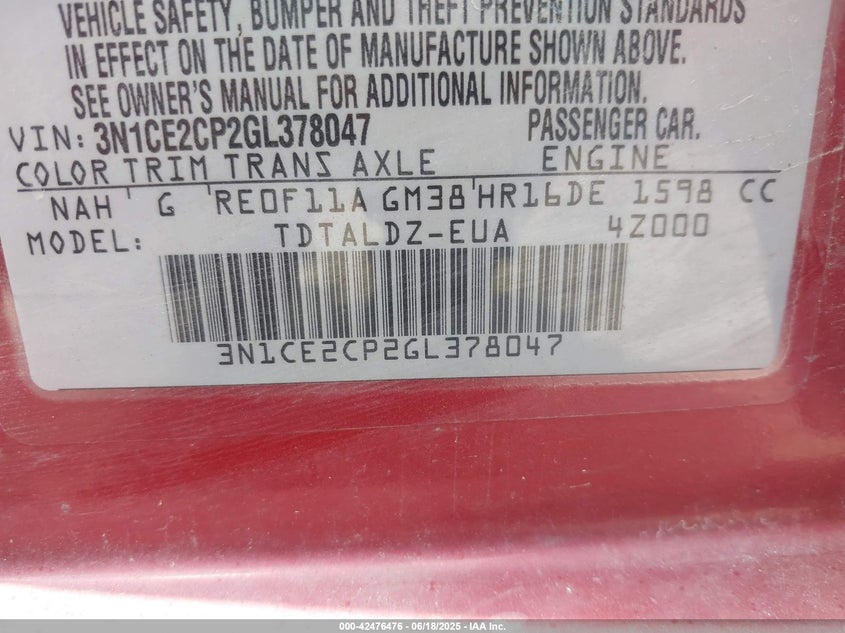 VEHICLE SAFETY, BUMPER AND THEFT PREVENTION STANDARDS
IN EFFECT ON THE DATE OF MANUFACTURE SHOWN ABOVE.
SEE OWNER'S MANUAL FOR ADDITIONAL INFORMATION.
VIN: 3N1CE2CP2GL378047 PASSENGER CAR.
COLOR TRIM TRANS AXLE ENGINE
NAH G RE0F11A GM38 HR16DE 1598 CC
MODEL: TDTALDZ-EUA 4Z000
3N1CE2CP2GL378047
000-42476476 | 06/18/2025 - IAA Inc.